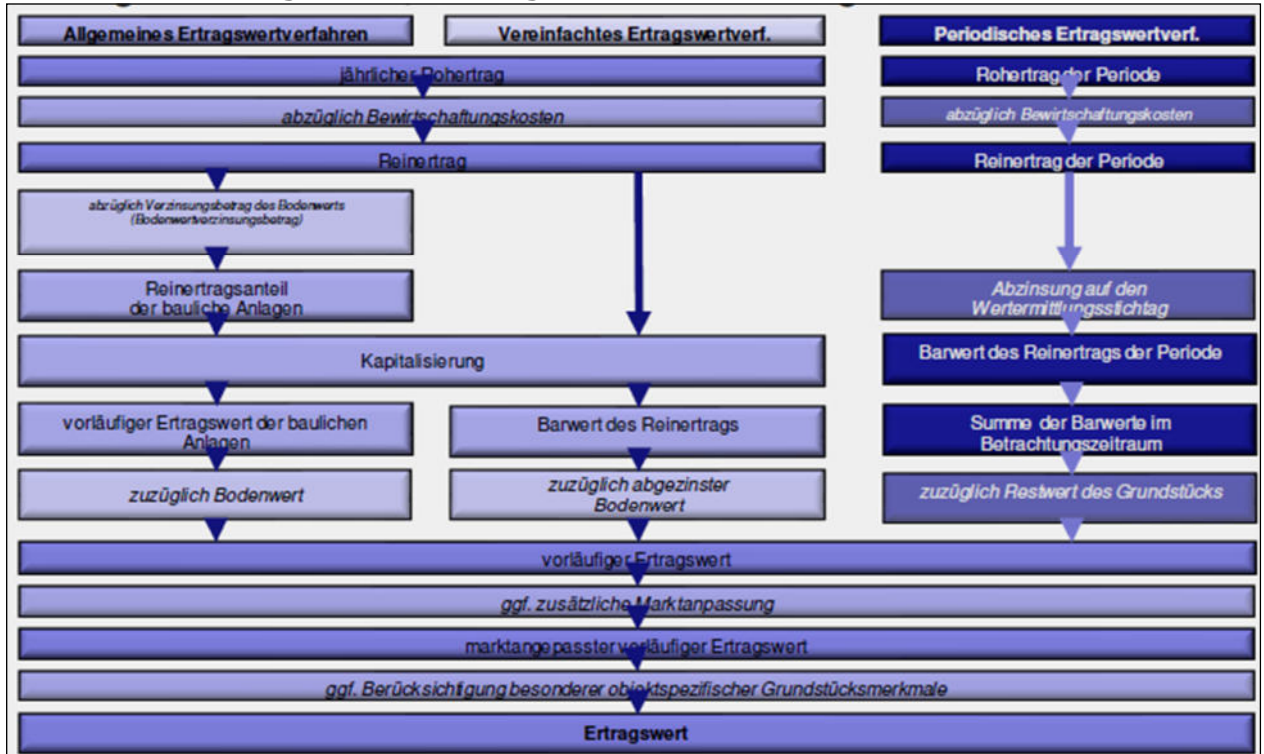 Allgemeines Ertragswertverfahren
Vereinfachtes Ertragswertverf.
Periodisches Ertragswertverf.
jährlicher Rohertrag
Rohertrag der Periode
abzüglich Bewirtschaftungskosten
abzüglich Bewirtschaftungskosten
Reinertrag
Reinertrag der Periode
abzüglich Verzinsungsbetrag des Bodenwerts
(Bodenwertverzinsungsbetrag)
Reinertragsanteil
der bauliche Anlagen
Abzinsung auf den
Wertermittlungsstichtag
Kapitalisierung
Barwert des Reinertrags der Periode
vorläufiger Ertragswert der baulichen
Anlagen
Barwert des Reinertrags
Summe der Barwerte im
Betrachtungszeitraum
zuzüglich Bodenwert
zuzüglich abgezinster
Bodenwert
zuzüglich Restwert des Grundstücks
vorläufiger Ertragswert
ggf. zusätzliche Marktanpassung
marktangepasster vorläufiger Ertragswert
ggf. Berücksichtigung besonderer objektspezifischer Grundstücksmerkmale
Ertragswert